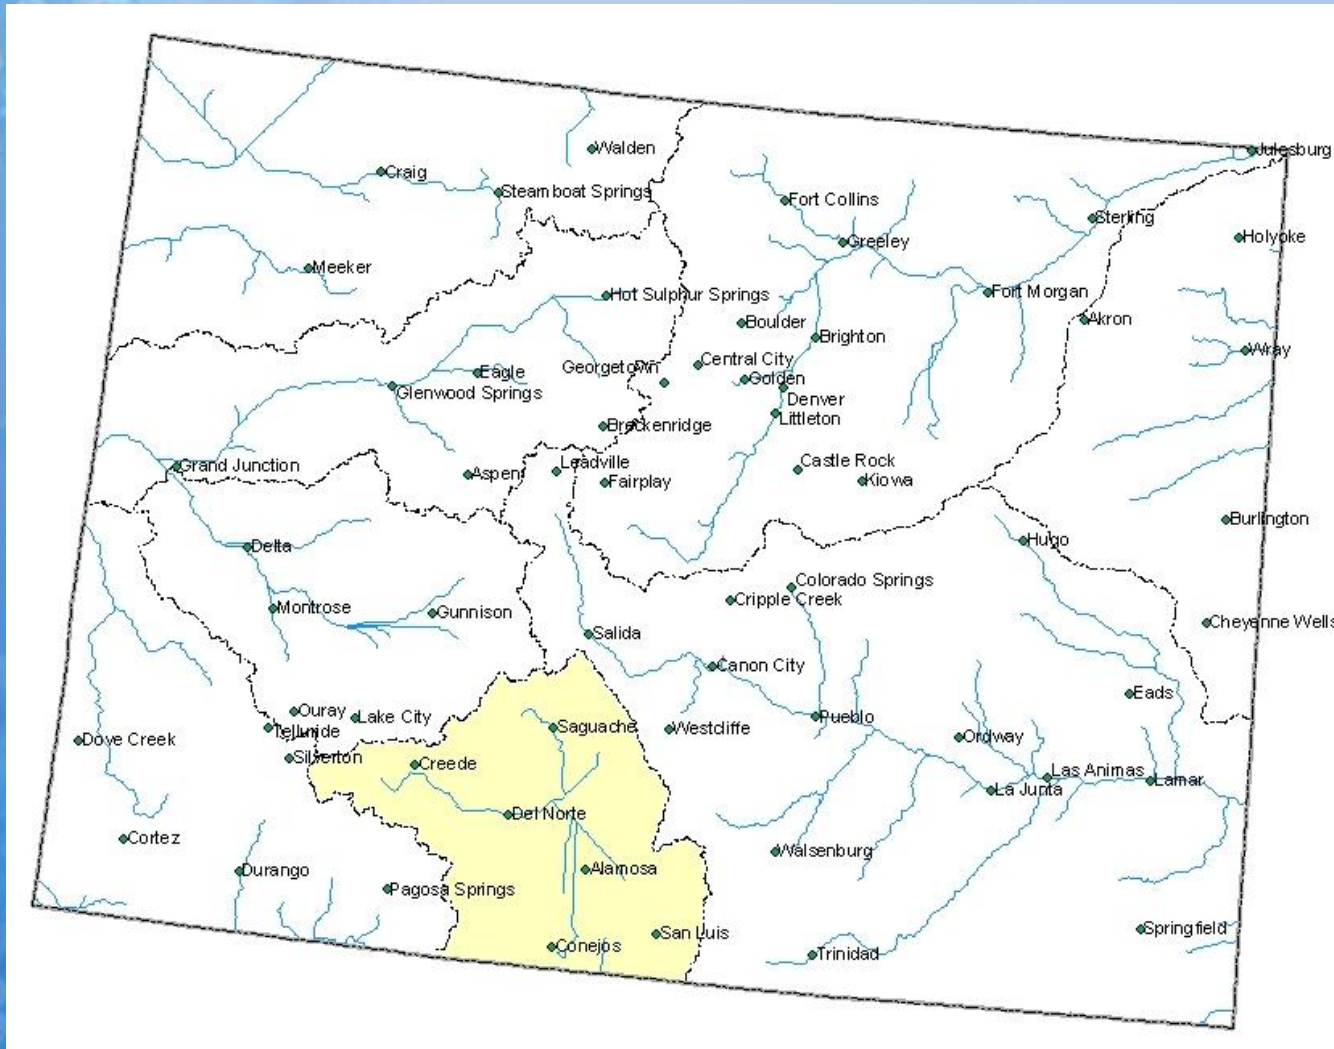 Julesburg
Walden
Craig
Steamboat Springs
Fort Collins
Sterling
Holyoke
Greeley
Meeker
Hot Sulphur Springs
Fort Morgan
Boulder
Akron
Brighton
Wray
Central City
Georgetown
Eagle
Golden
Glenwood Springs
Denver
Littleton
Breckenridge
Leadville
Castle Rock
Grand Junction
Aspen
Fairplay
Kiowa
Burlington
Hugo
Delta
Colorado Springs
Cripple Creek
Montrose
Gunnison
Cheyenne Wells
Salida
Canon City
Eads
Ouray
Lake City
Pueblo
Telluride
Saguache
Westcliffe
Ordway
Dove Creek
Silverton
Creede
Las Animas
Lamar
La Junta
Del Norte
Cortez
Walsenburg
Durango
Alamosa
Pagosa Springs
Springfield
San Luis
Conejos
Trinidad